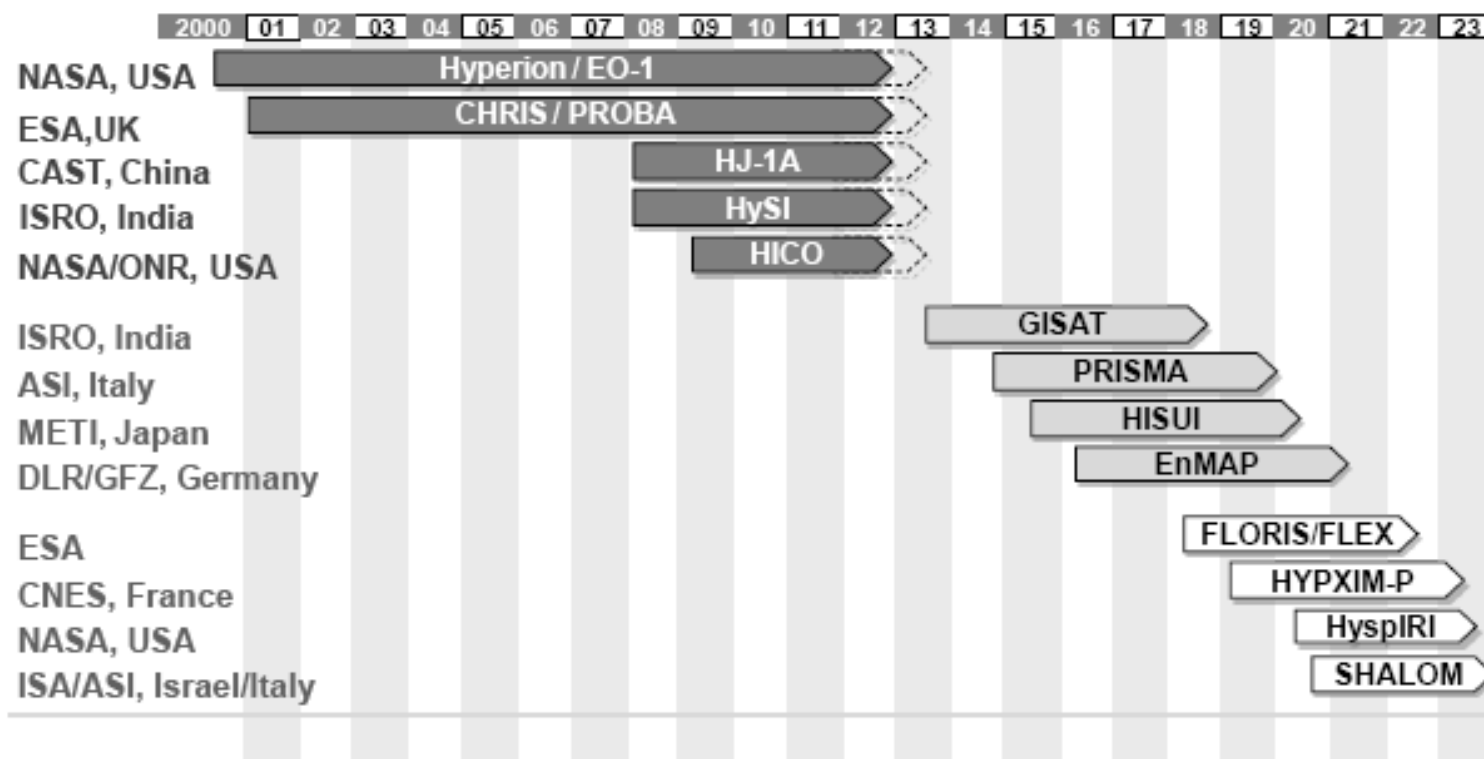 2000 01 02 03 04 05 06 07 08 09 10 11 12 13 14 15 16 17 18 19 20 21 22 23
NASA, USA Hyperion / EO-1
ESA,UK CHRIS / PROBA
CAST, China HJ-1A
ISRO, India HySI
NASA/ONR, USA HICO
ISRO, India GISAT
ASI, Italy PRISMA
METI, Japan HISUI
DLR/GFZ, Germany EnMAP
ESA FLORIS/FLEX
CNES, France HYPXIM-P
NASA, USA HyspIRI
ISA/ASI, Israel/Italy SHALOM